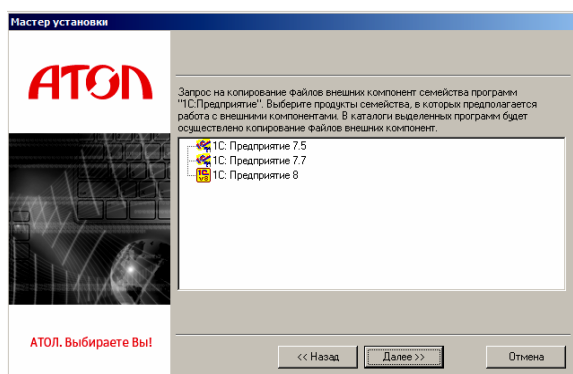 Мастер установки
АТОЛ
Запрос на копирование файлов внешних компонент семейства программ
"1С:Предприятие". Выберите продукты семейства, в которых предполагается
работа с внешними компонентами. В каталоги выделенных программ будет
осуществлено копирование файлов внешних компонент.
1С: Предприятие 7.5
1С: Предприятие 7.7
1С: Предприятие 8
АТОЛ. Выбираете Вы!
<< Назад
Далее >>
Отмена